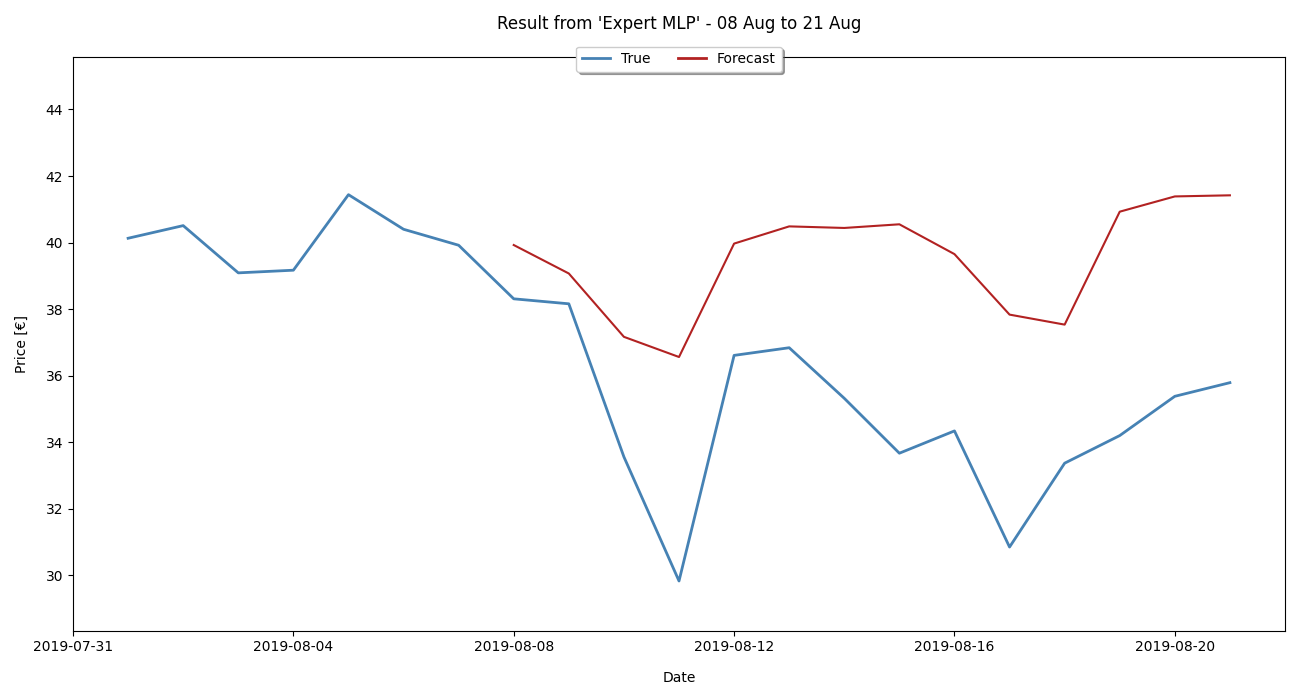 Result from 'Expert MLP' - 08 Aug to 21 Aug
True Forecast
44
42
40
38
36
34
32
30
Price [€]
2019-07-31 2019-08-04 2019-08-08 2019-08-12 2019-08-16 2019-08-20
Date